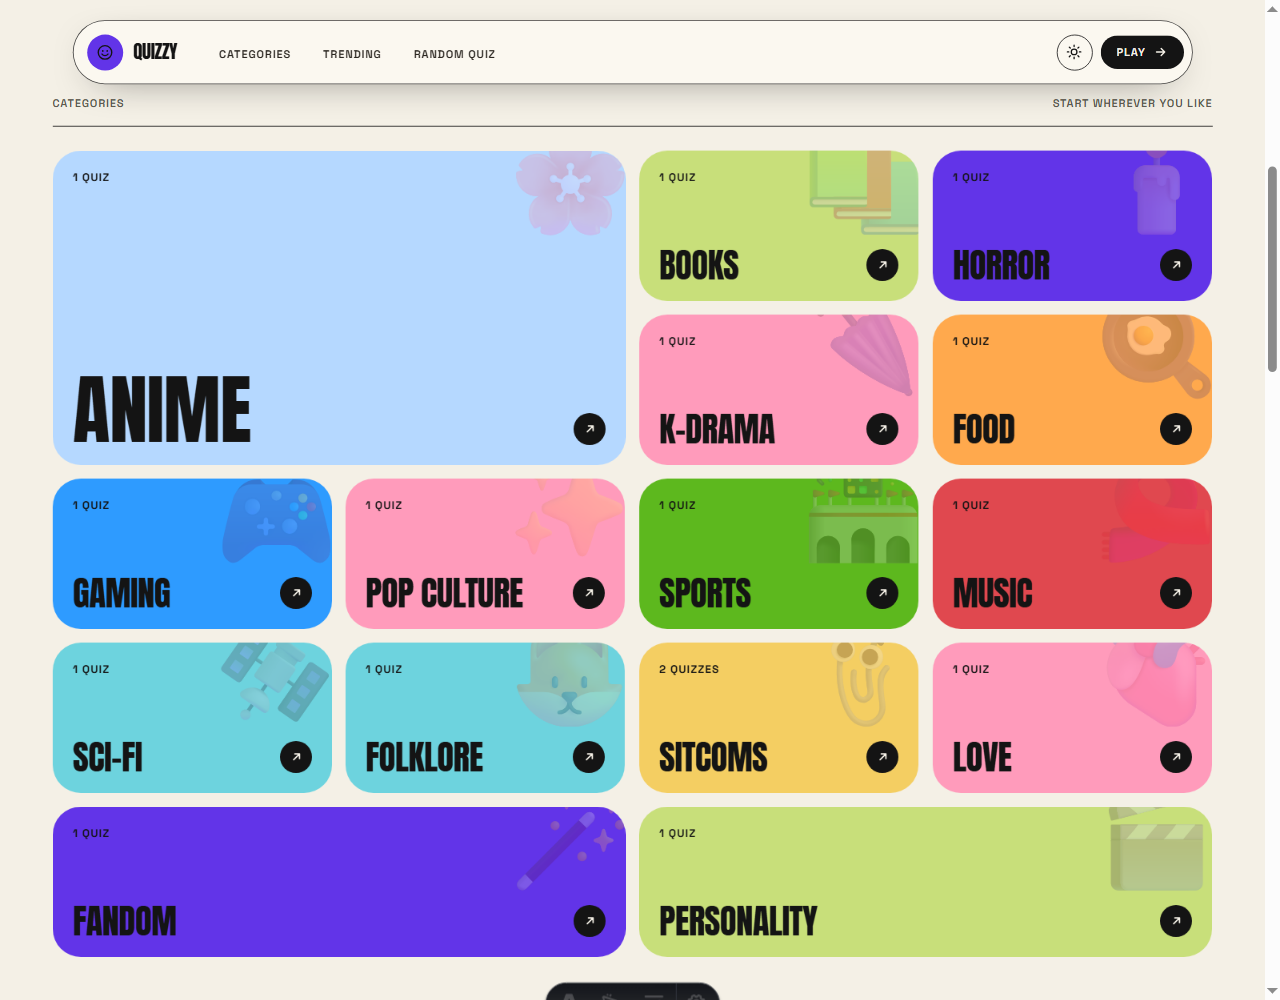 QUIZZY
CATEGORIES
TRENDING
RANDOM QUIZ
PLAY
CATEGORIES
START WHEREVER YOU LIKE
1 QUIZ
ANIME
1 QUIZ
BOOKS
1 QUIZ
HORROR
1 QUIZ
K-DRAMA
1 QUIZ
FOOD
1 QUIZ
GAMING
1 QUIZ
POP CULTURE
1 QUIZ
SPORTS
1 QUIZ
MUSIC
1 QUIZ
SCI-FI
1 QUIZ
FOLKLORE
2 QUIZZES
SITCOMS
1 QUIZ
LOVE
1 QUIZ
FANDOM
1 QUIZ
PERSONALITY